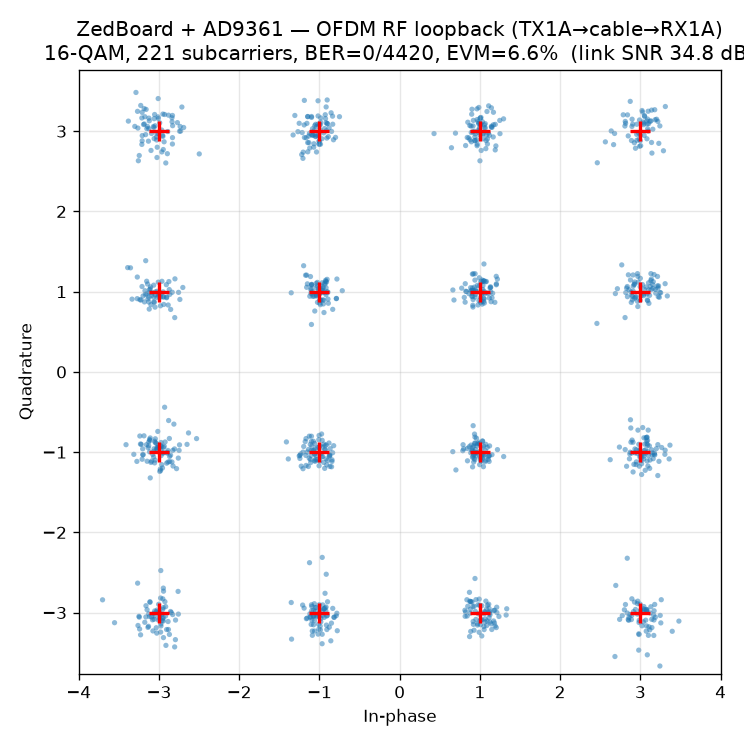 ZedBoard + AD9361 — OFDM RF loopback (TX1A→cable→RX1A)
16-QAM, 221 subcarriers, BER=0/4420, EVM=6.6%  (link SNR 34.8 dB
Quadrature
3
2
1
0
−1
−2
−3
−4 −3 −2 −1 0 1 2 3 4
In-phase